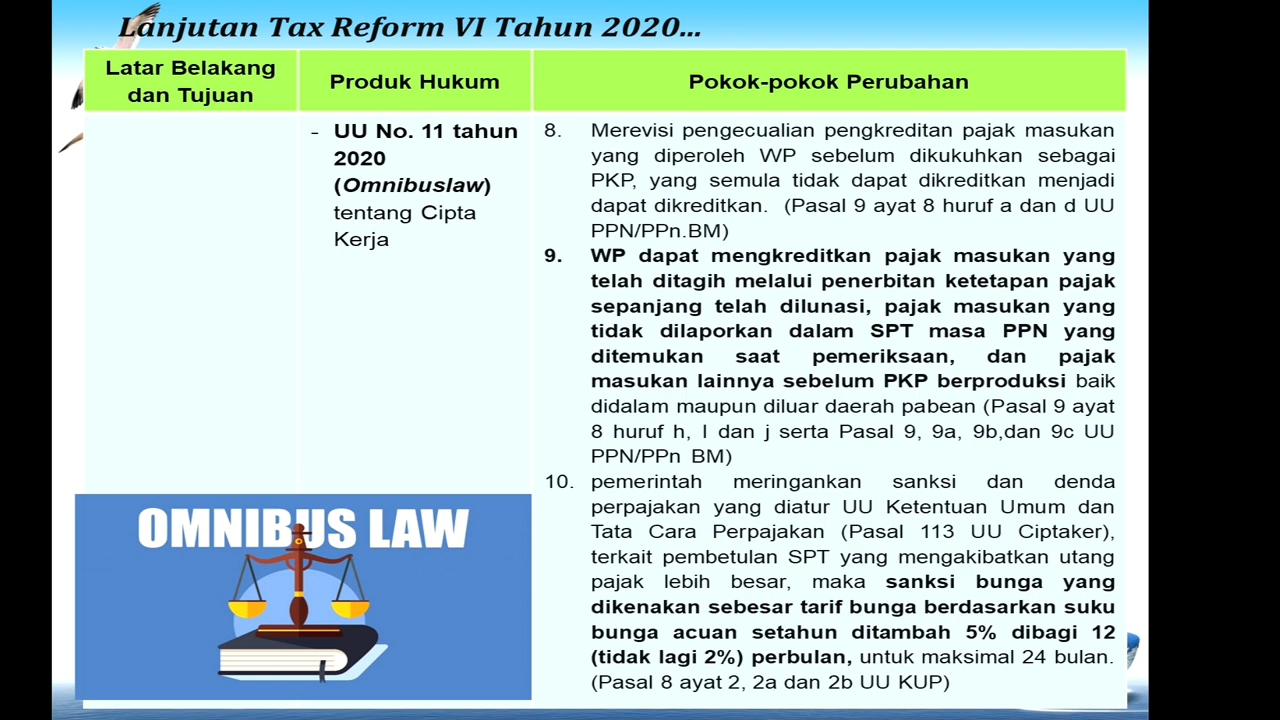 Lanjutan Tax Reform VI Tahun 2020...
Latar Belakang
dan Tujuan
Produk Hukum
Pokok-pokok Perubahan
- UU No. 11 tahun
2020
(Omnibuslaw)
tentang Cipta
Kerja
8. Merevisi pengecualian pengkreditan pajak masukan
yang diperoleh WP sebelum dikukuhkan sebagai
PKP, yang semula tidak dapat dikreditkan menjadi
dapat dikreditkan. (Pasal 9 ayat 8 huruf a dan d UU
PPN/PPn.BM)
9. WP dapat mengkreditkan pajak masukan yang
telah ditagih melalui penerbitan ketetapan pajak
sepanjang telah dilunasi, pajak masukan yang
tidak dilaporkan dalam SPT masa PPN yang
ditemukan saat pemeriksaan, dan pajak
masukan lainnya sebelum PKP berproduksi baik
didalam maupun diluar daerah pabean (Pasal 9 ayat
8 huruf h, I dan j serta Pasal 9, 9a, 9b,dan 9c UU
PPN/PPn BM)
10. pemerintah meringankan sanksi dan denda
perpajakan yang diatur UU Ketentuan Umum dan
Tata Cara Perpajakan (Pasal 113 UU Ciptaker),
terkait pembetulan SPT yang mengakibatkan utang
pajak lebih besar, maka sanksi bunga yang
dikenakan sebesar tarif bunga berdasarkan suku
bunga acuan setahun ditambah 5% dibagi 12
(tidak lagi 2%) perbulan, untuk maksimal 24 bulan.
(Pasal 8 ayat 2, 2a dan 2b UU KUP)
OMNIBUS LAW